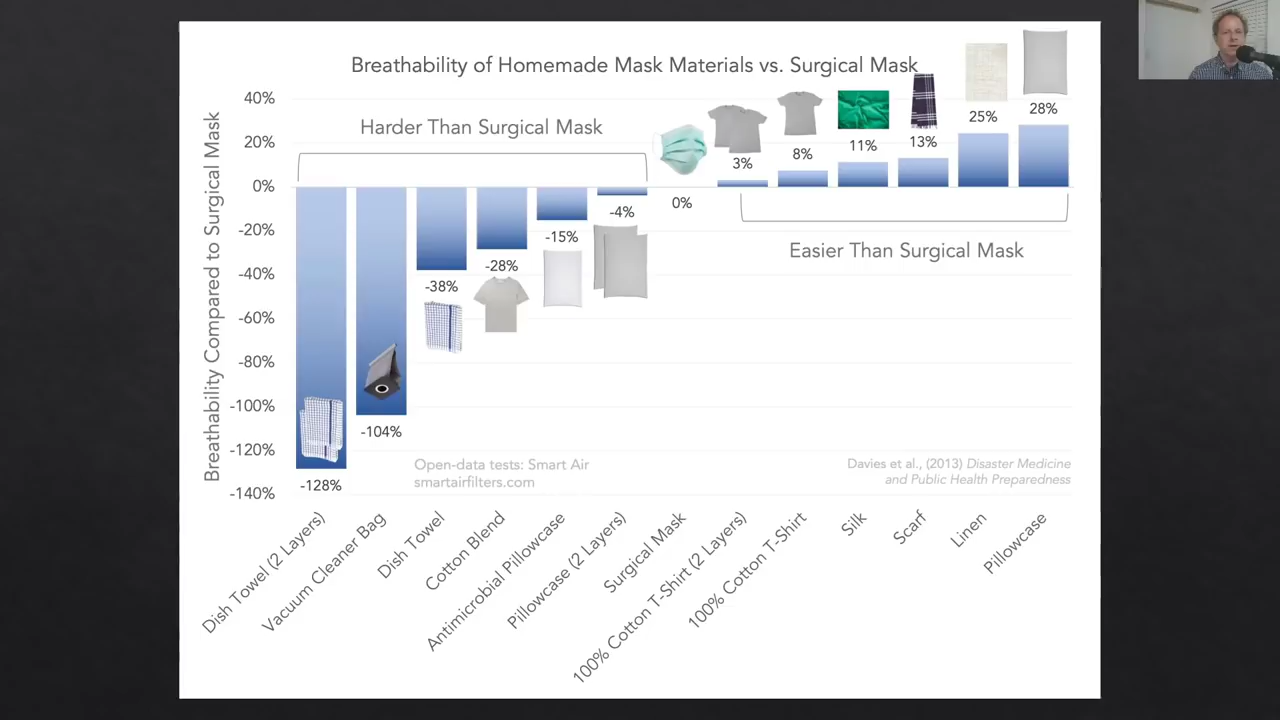 Breathability of Homemade Mask Materials vs. Surgical Mask
Breathability Compared to Surgical Mask
40%
20%
0%
-20%
-40%
-60%
-80%
-100%
-120%
-140%
Harder Than Surgical Mask
Easier Than Surgical Mask
-128%
-104%
-38%
-28%
-15%
-4%
0%
3%
8%
11%
13%
25%
28%
Open-data tests: Smart Air
smartairfilters.com
Davies et al., (2013) Disaster Medicine
and Public Health Preparedness
Dish Towel (2 Layers)
Vacuum Cleaner Bag
Dish Towel
Cotton Blend
Antimicrobial Pillowcase
Pillowcase (2 Layers)
Surgical Mask
100% Cotton T-Shirt (2 Layers)
100% Cotton T-Shirt
Silk
Scarf
Linen
Pillowcase